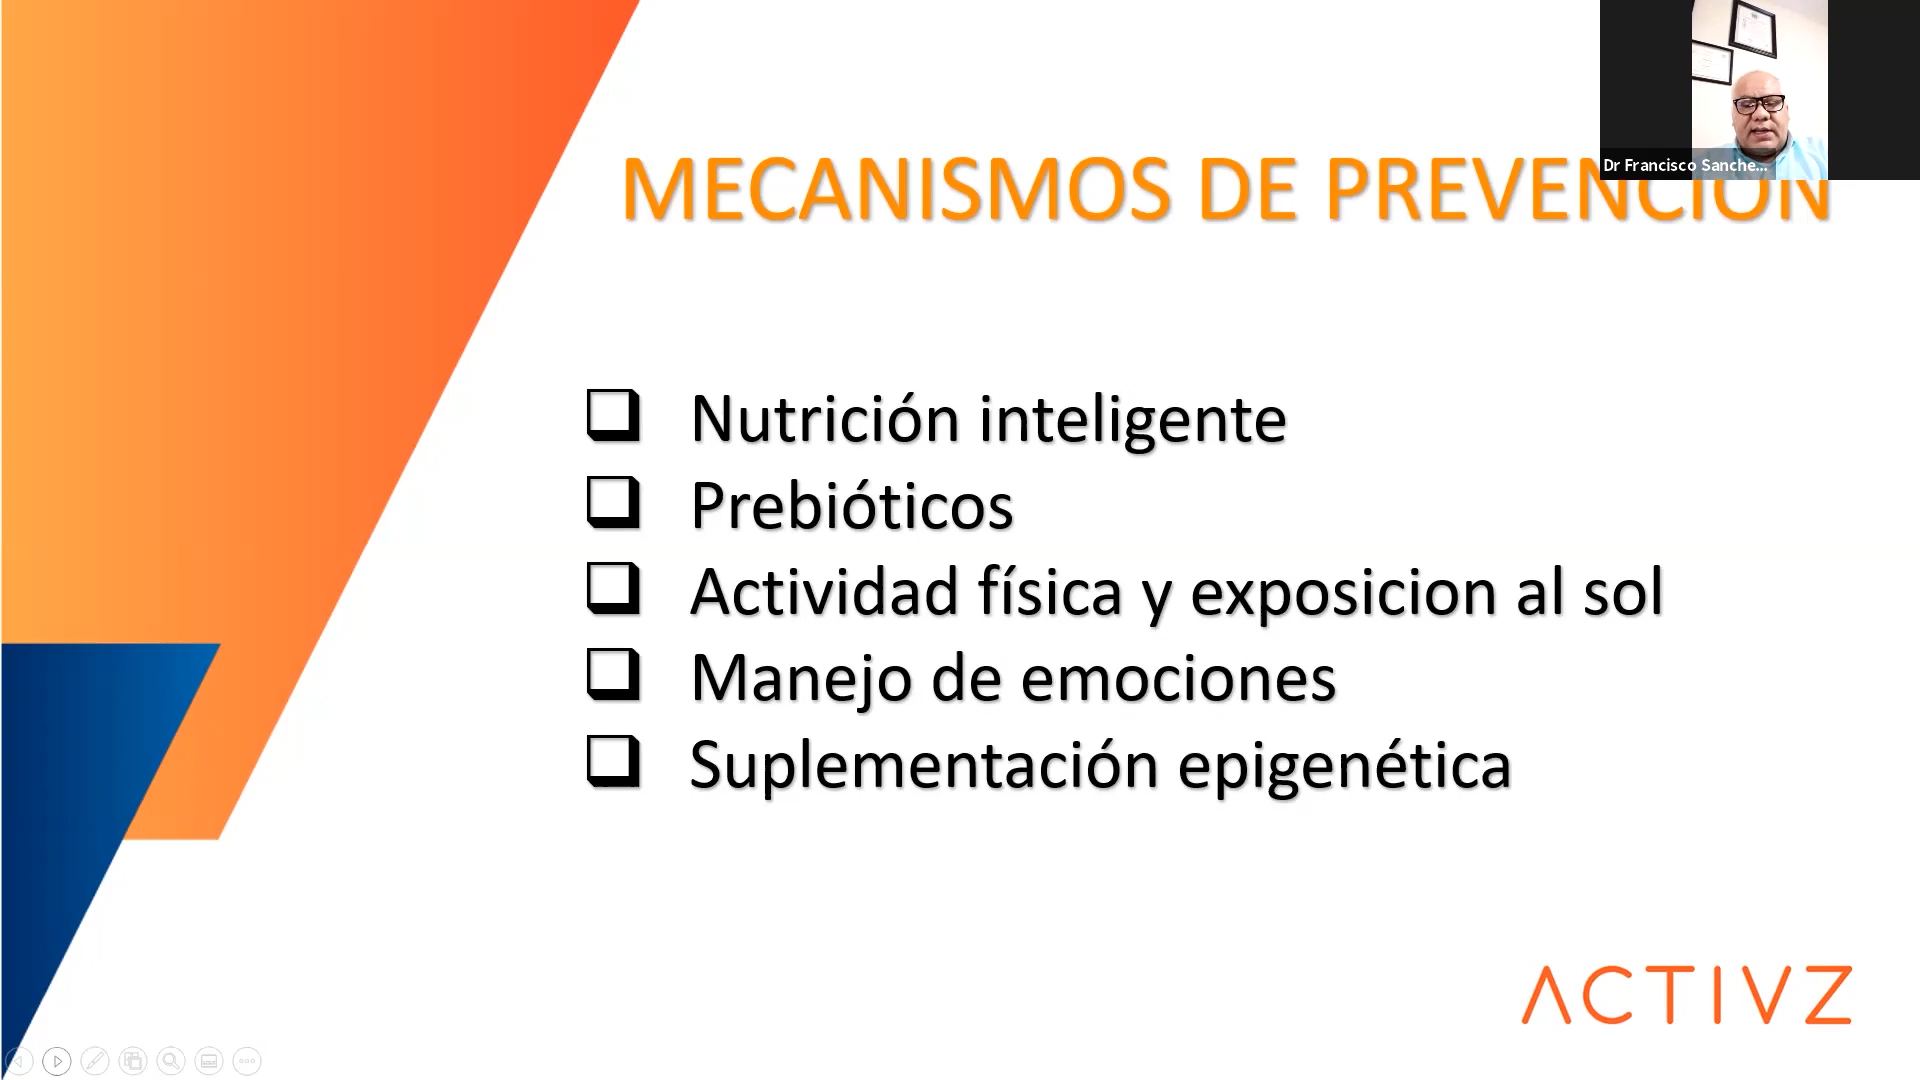 Dr Francisco Sanche...
MECANISMOS DE PREVENCION
Nutrición inteligente
Prebióticos
Actividad física y exposicion al sol
Manejo de emociones
Suplementación epigenética
ACTIVZ